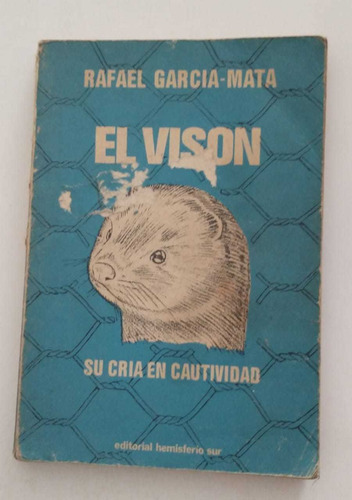 RAFAEL GARCIA-MATA
EL VISON
SU CRIA EN CAUTIVIDAD
editorial hemisferio sur